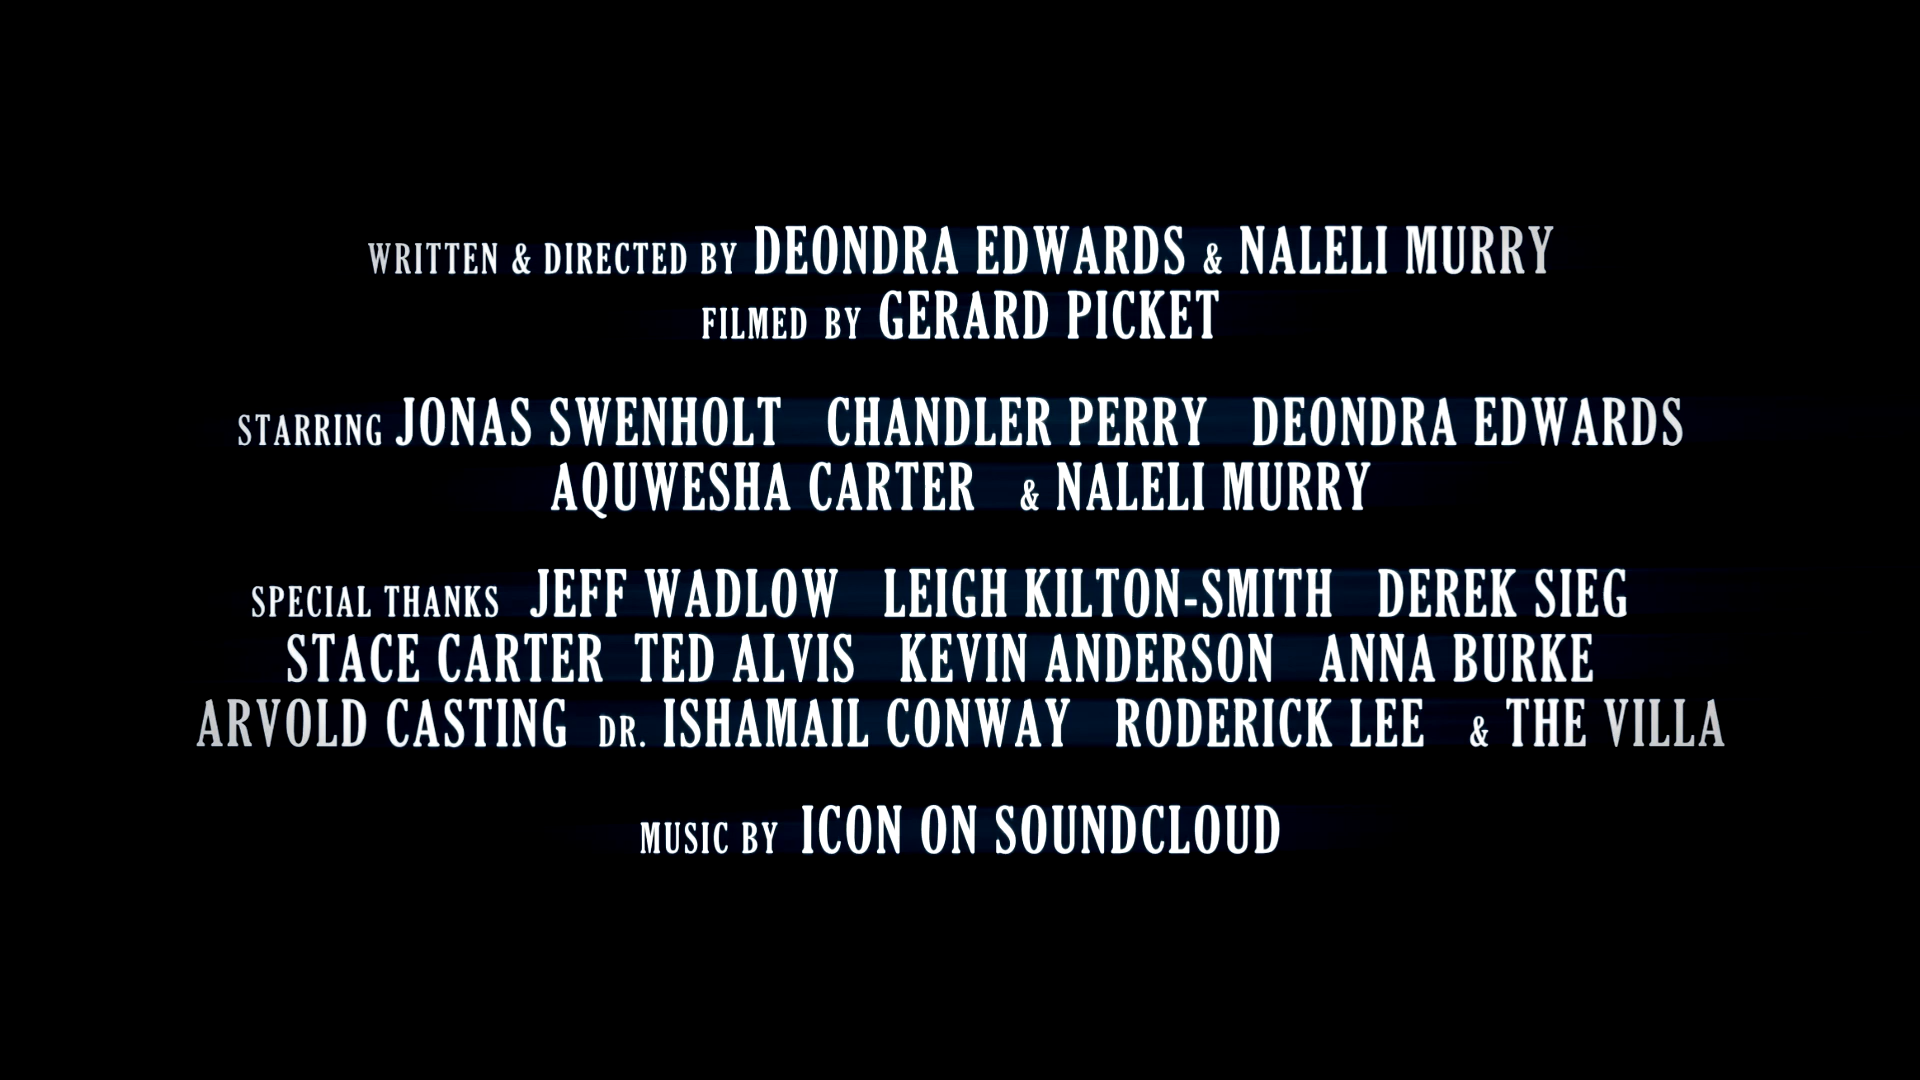 WRITTEN & DIRECTED BY DEONDRA EDWARDS & NALELI MURRY
FILMED BY GERARD PICKET
STARRING JONAS SWENHOLT CHANDLER PERRY DEONDRA EDWARDS
AQUWESHA CARTER & NALELI MURRY
SPECIAL THANKS JEFF WADLOW LEIGH KILTON-SMITH DEREK SIEG
STACE CARTER TED ALVIS KEVIN ANDERSON ANNA BURKE
ARVOLD CASTING DR. ISHAMAIL CONWAY RODERICK LEE & THE VILLA
MUSIC BY ICON ON SOUNDCLOUD